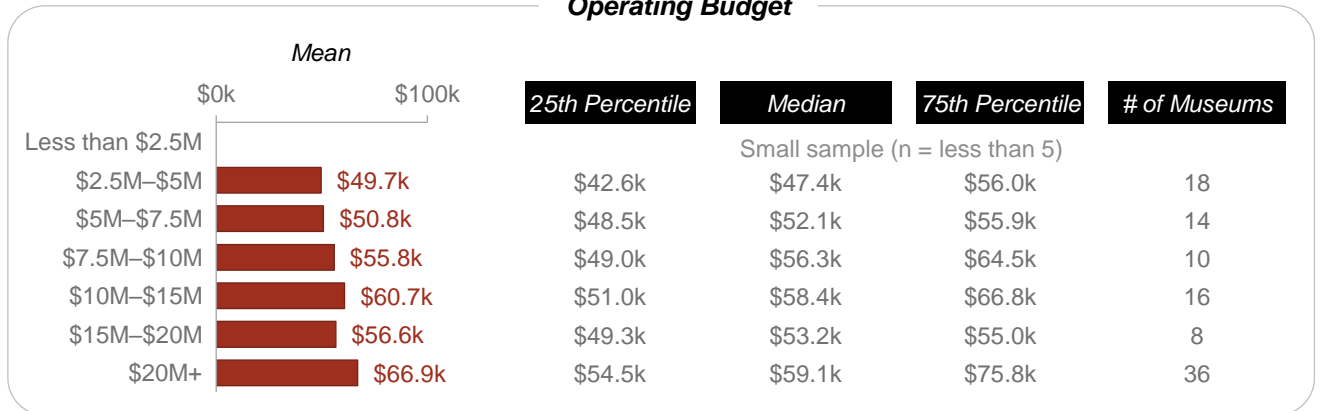 Operating Budget
Mean
$0k $100k 25th Percentile Median 75th Percentile # of Museums
Less than $2.5M Small sample (n = less than 5)
$2.5M–$5M $49.7k $42.6k $47.4k $56.0k 18
$5M–$7.5M $50.8k $48.5k $52.1k $55.9k 14
$7.5M–$10M $55.8k $49.0k $56.3k $64.5k 10
$10M–$15M $60.7k $51.0k $58.4k $66.8k 16
$15M–$20M $56.6k $49.3k $53.2k $55.0k 8
$20M+ $66.9k $54.5k $59.1k $75.8k 36